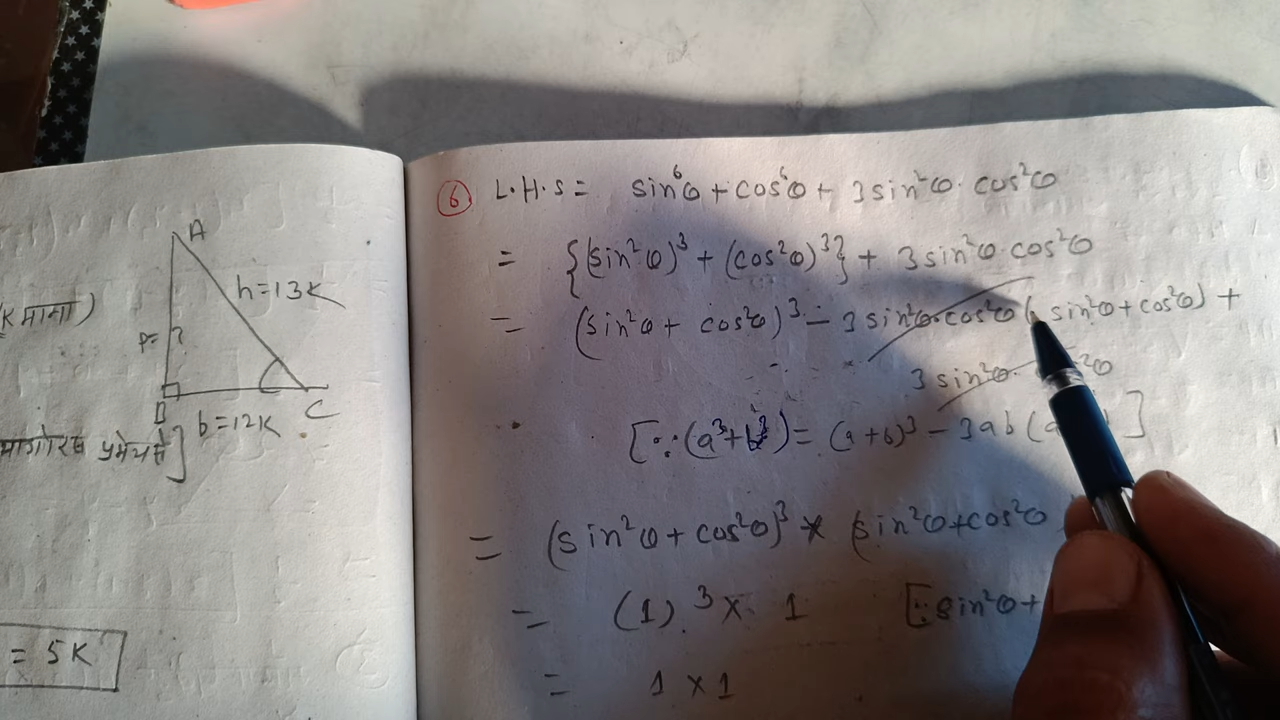 K माना)
A
h=13K
P= ?
B
b=12K
C
प्रमेयसे]
= 5K
6 L.H.S = sin⁶θ + cos⁶θ + 3sin²θ. cos²θ
= {(sin²θ)³ + (cos²θ)³} + 3sin²θ.cos²θ
= (sin²θ + cos²θ)³ - 3sin²θ.cos²θ( sin²θ + cos²θ) +
3sin²θ. ²θ
[∵ (a³+b³) = (a+b)³ - 3ab( ]
= (sin²θ + cos²θ)³ × (sin²θ+cos²θ
= (1)³ × 1 [∵ sin²θ+
= 1 × 1